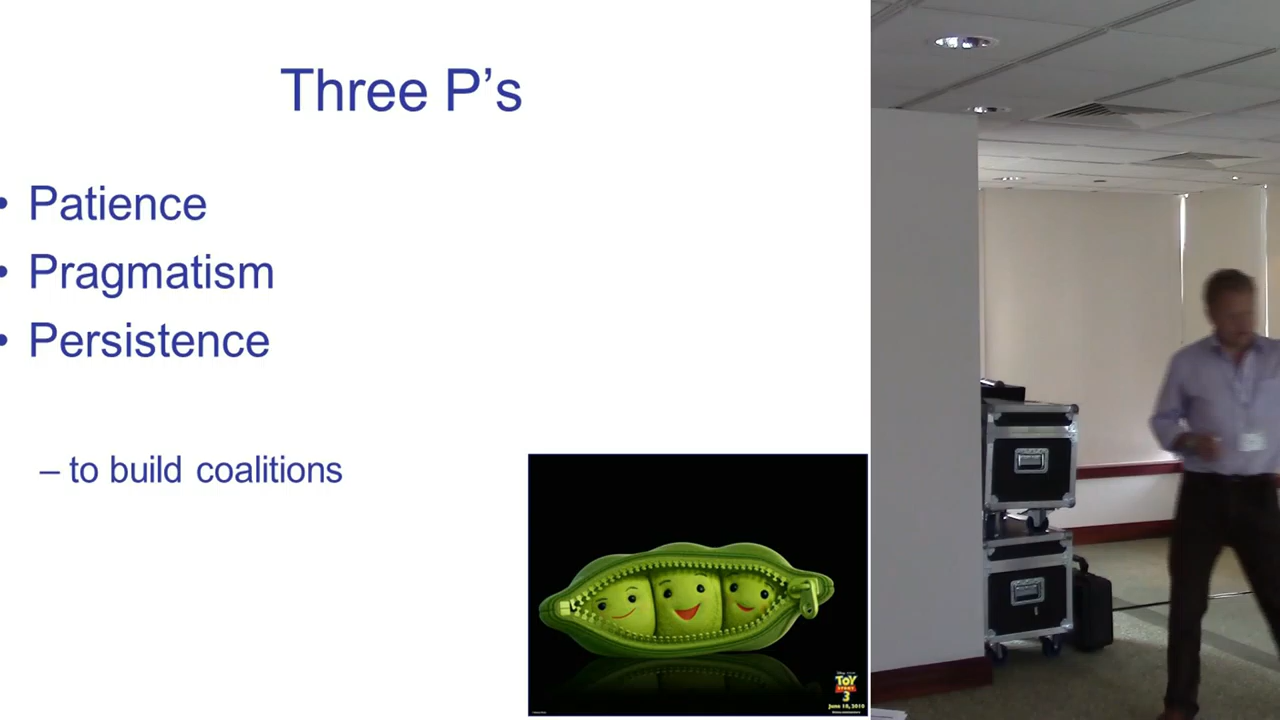 Three P’s
• Patience
• Pragmatism
• Persistence
– to build coalitions
TOY
STORY
3
June 18, 2010